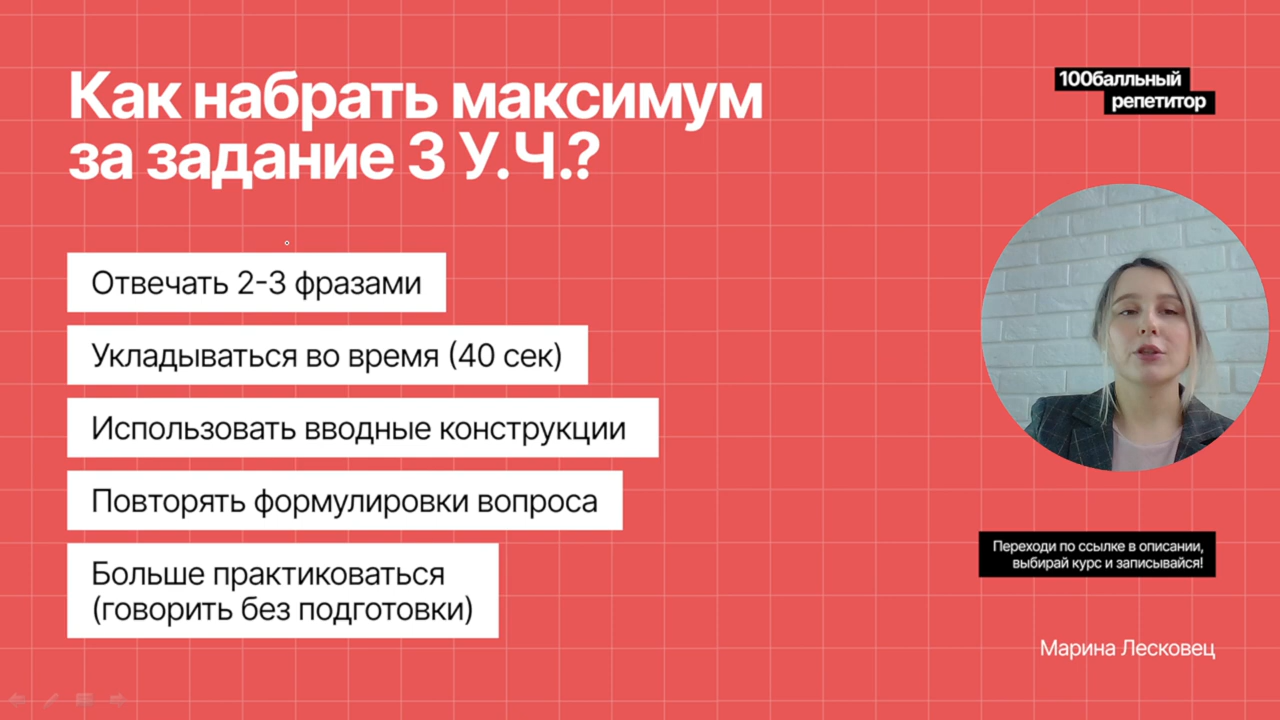 Как набрать максимум
за задание 3 У.Ч.?
100балльный
репетитор
Отвечать 2-3 фразами
Укладываться во время (40 сек)
Использовать вводные конструкции
Повторять формулировки вопроса
Больше практиковаться
(говорить без подготовки)
Переходи по ссылке в описании,
выбирай курс и записывайся!
Марина Лесковец